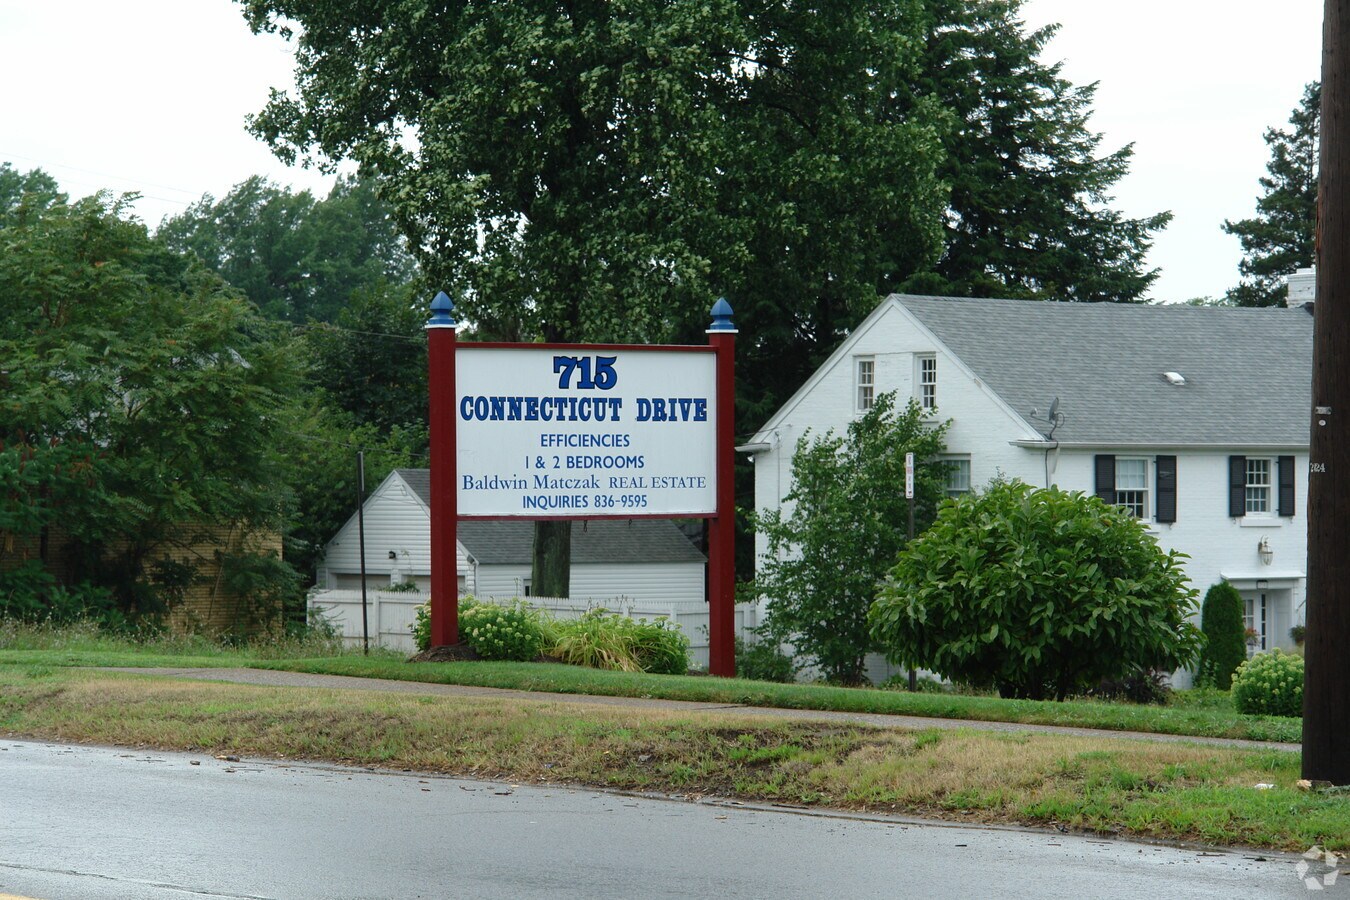 715
CONNECTICUT DRIVE
EFFICIENCIES
1 & 2 BEDROOMS
Baldwin Matczak REAL ESTATE
INQUIRIES 836-9595